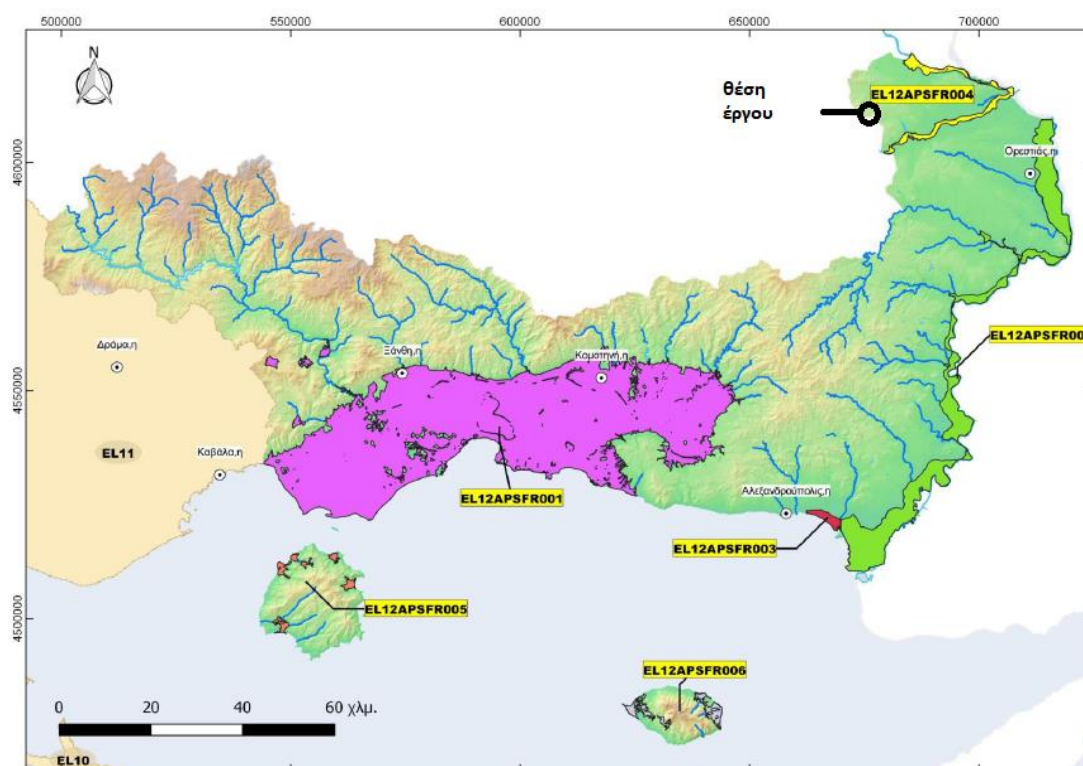 500000 550000 600000 650000 700000
N
θέση
έργου
EL12APSFR004
4600000
Ορεστιάς,η
Δράμα,η
Ξάνθη,η
Κομοτηνή,η
EL12APSFR00
4550000
EL11
Καβάλα,η
EL12APSFR001
Αλεξανδρούπολις,η
EL12APSFR003
4500000
EL12APSFR005
EL12APSFR006
0 20 40 60 χλμ.
EL10